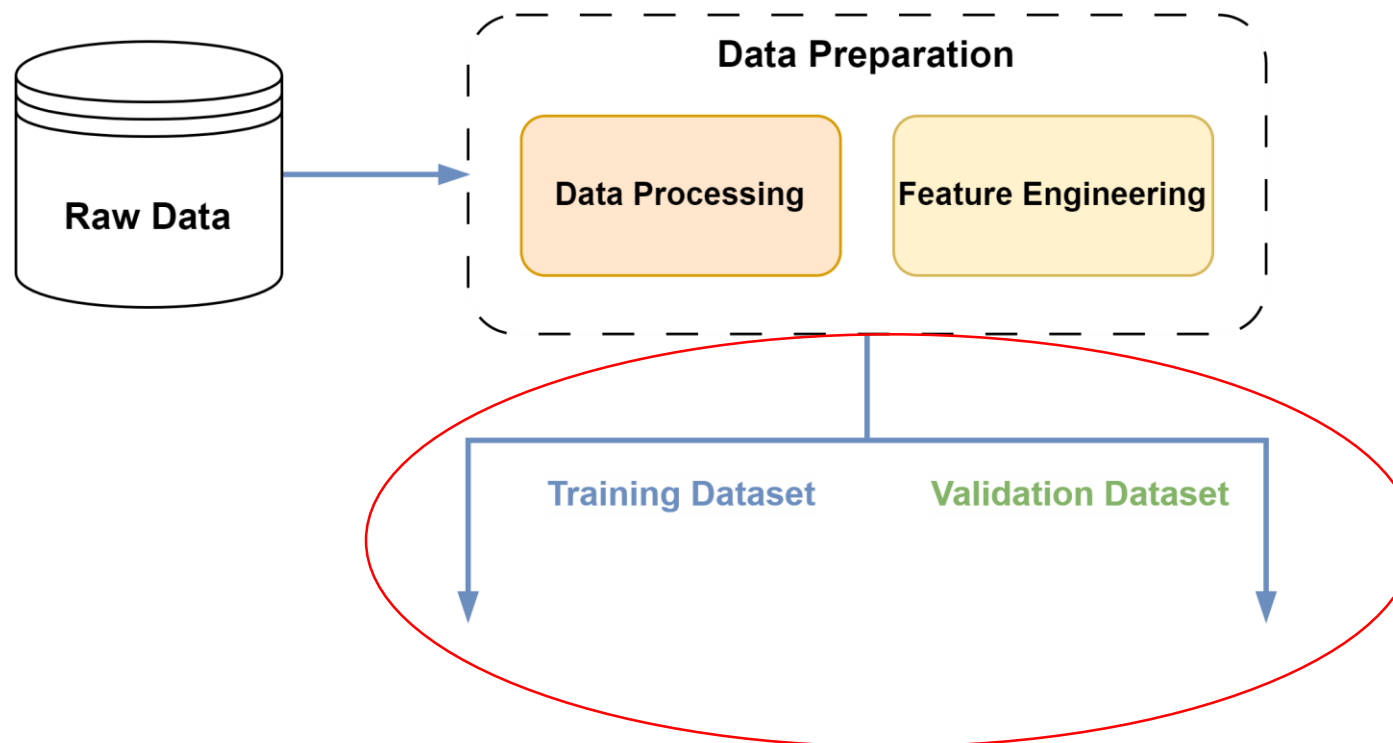 Data Preparation
Raw Data
Data Processing
Feature Engineering
Training Dataset
Validation Dataset